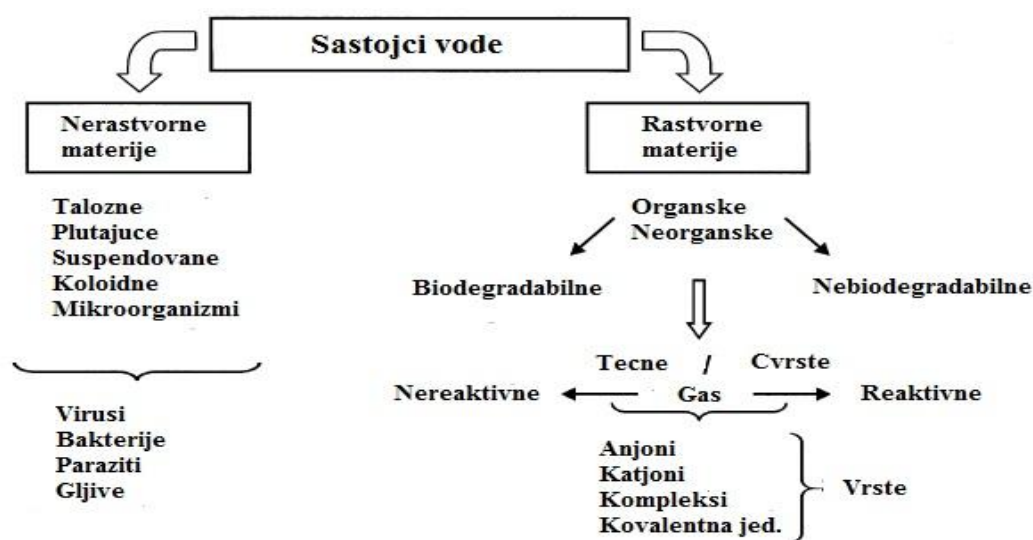 Sastojci vode
Nerastvorne
materije
Talozne
Plutajuce
Suspendovane
Koloidne
Mikroorganizmi
Virusi
Bakterije
Paraziti
Gljive
Rastvorne
materije
Organske
Neorganske
Biodegradabilne
Nebiodegradabilne
Tecne / Cvrste
Nereaktivne
Gas
Reaktivne
Anjoni
Katjoni
Kompleksi
Kovalentna jed.
Vrste